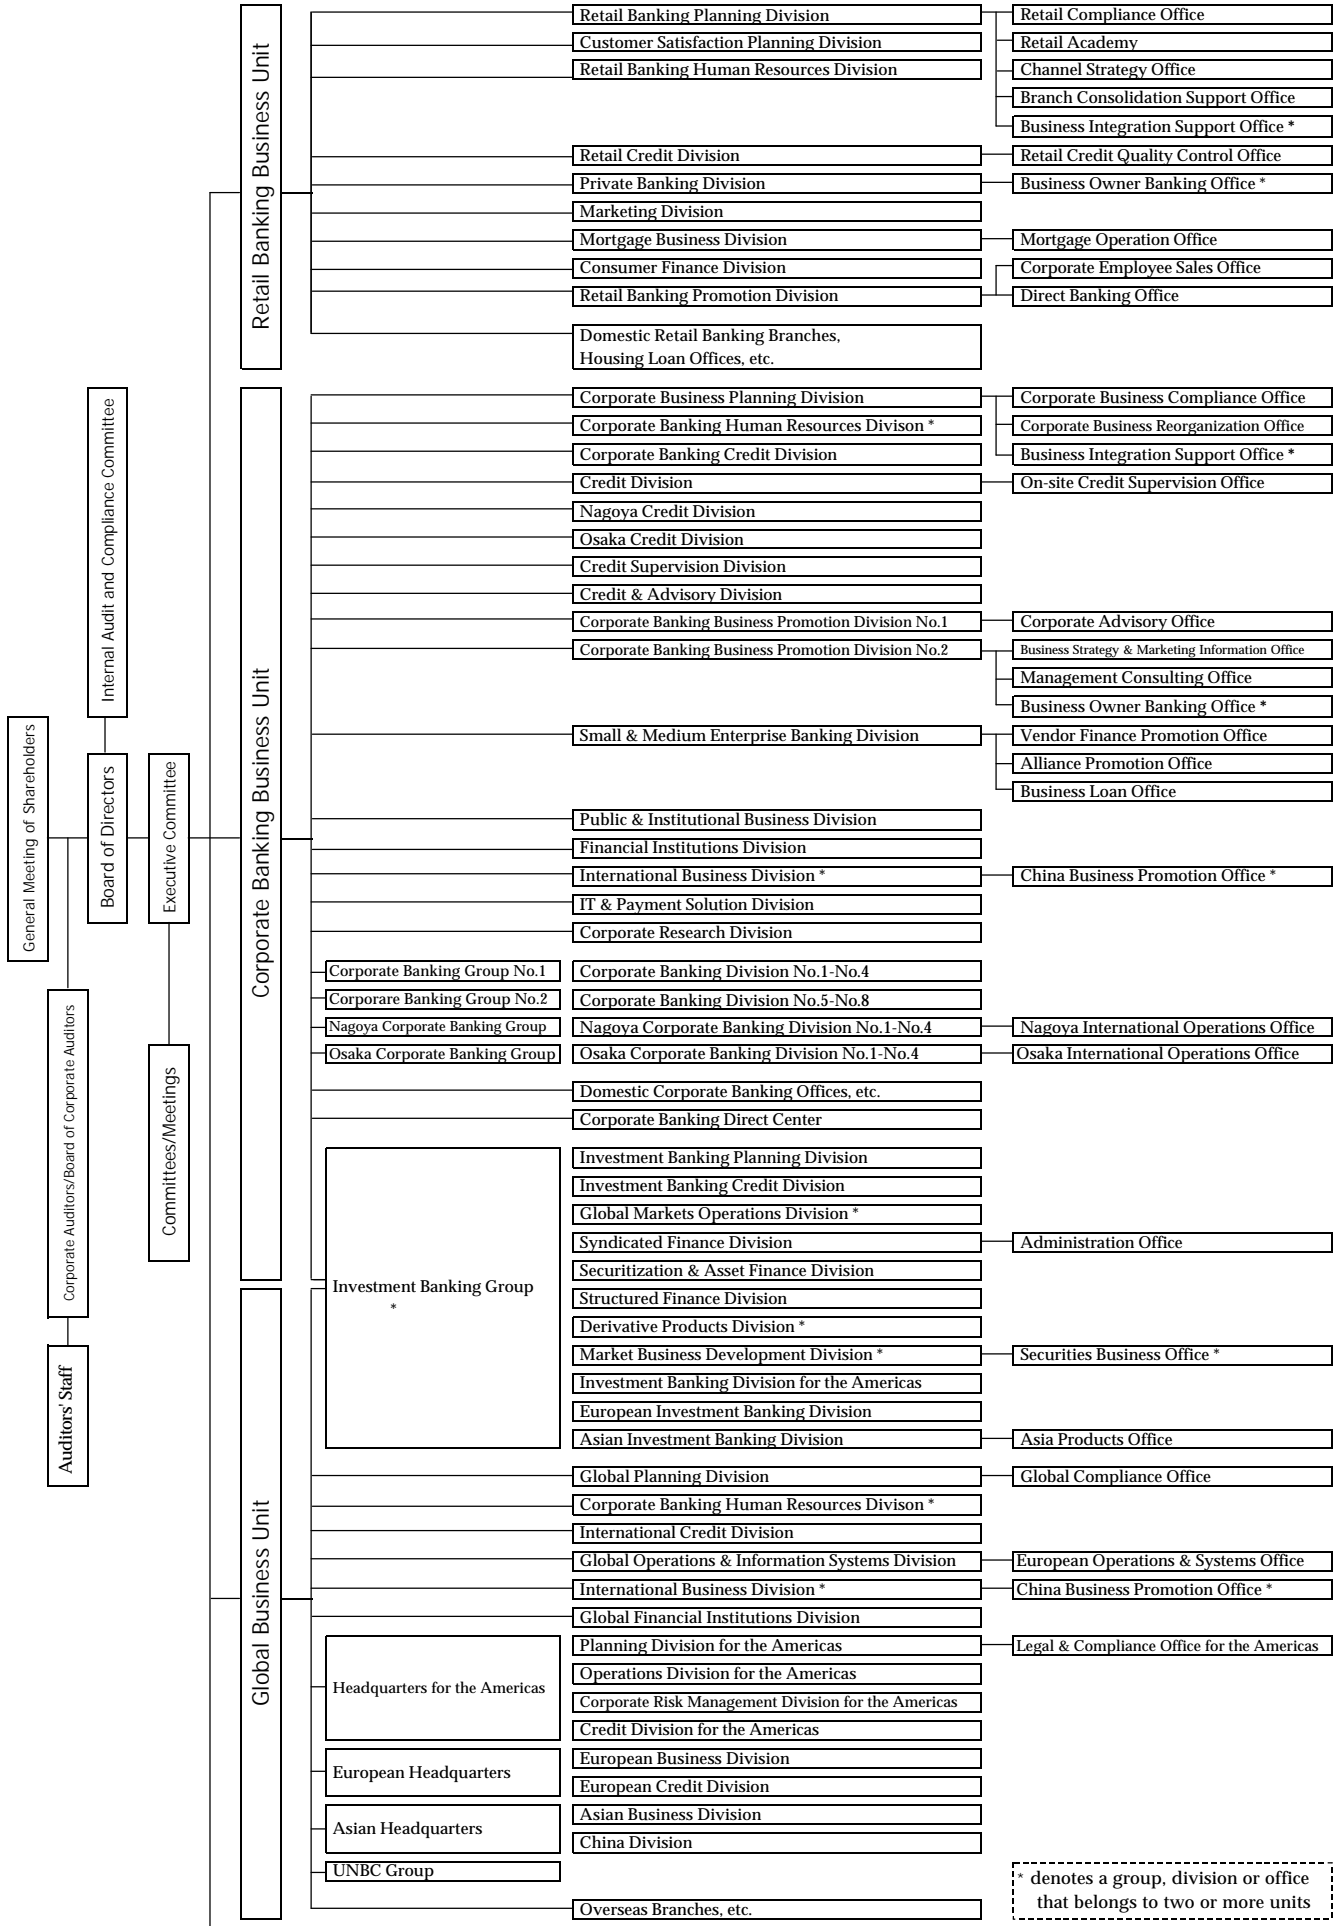 General Meeting of Shareholders
Board of Directors
Internal Audit and Compliance Committee
Corporate Auditors/Board of Corporate Auditors
Auditors' Staff
Executive Committee
Committees/Meetings
Retail Banking Business Unit
Retail Banking Planning Division
Retail Compliance Office
Customer Satisfaction Planning Division
Retail Academy
Retail Banking Human Resources Division
Channel Strategy Office
Branch Consolidation Support Office
Business Integration Support Office *
Retail Credit Division
Retail Credit Quality Control Office
Private Banking Division
Business Owner Banking Office *
Marketing Division
Mortgage Business Division
Mortgage Operation Office
Consumer Finance Division
Corporate Employee Sales Office
Retail Banking Promotion Division
Direct Banking Office
Domestic Retail Banking Branches,
Housing Loan Offices, etc.
Corporate Banking Business Unit
Corporate Business Planning Division
Corporate Business Compliance Office
Corporate Banking Human Resources Divison *
Corporate Business Reorganization Office
Corporate Banking Credit Division
Business Integration Support Office *
Credit Division
On-site Credit Supervision Office
Nagoya Credit Division
Osaka Credit Division
Credit Supervision Division
Credit & Advisory Division
Corporate Banking Business Promotion Division No.1
Corporate Advisory Office
Corporate Banking Business Promotion Division No.2
Business Strategy & Marketing Information Office
Management Consulting Office
Business Owner Banking Office *
Small & Medium Enterprise Banking Division
Vendor Finance Promotion Office
Alliance Promotion Office
Business Loan Office
Public & Institutional Business Division
Financial Institutions Division
International Business Division *
China Business Promotion Office *
IT & Payment Solution Division
Corporate Research Division
Corporate Banking Group No.1
Corporate Banking Division No.1-No.4
Corporare Banking Group No.2
Corporate Banking Division No.5-No.8
Nagoya Corporate Banking Group
Nagoya Corporate Banking Division No.1-No.4
Nagoya International Operations Office
Osaka Corporate Banking Group
Osaka Corporate Banking Division No.1-No.4
Osaka International Operations Office
Domestic Corporate Banking Offices, etc.
Corporate Banking Direct Center
Investment Banking Group
*
Investment Banking Planning Division
Investment Banking Credit Division
Global Markets Operations Division *
Syndicated Finance Division
Administration Office
Securitization & Asset Finance Division
Structured Finance Division
Derivative Products Division *
Market Business Development Division *
Securities Business Office *
Investment Banking Division for the Americas
European Investment Banking Division
Asian Investment Banking Division
Asia Products Office
Global Business Unit
Global Planning Division
Global Compliance Office
Corporate Banking Human Resources Divison *
International Credit Division
Global Operations & Information Systems Division
European Operations & Systems Office
International Business Division *
China Business Promotion Office *
Global Financial Institutions Division
Headquarters for the Americas
Planning Division for the Americas
Legal & Compliance Office for the Americas
Operations Division for the Americas
Corporate Risk Management Division for the Americas
Credit Division for the Americas
European Headquarters
European Business Division
European Credit Division
Asian Headquarters
Asian Business Division
China Division
UNBC Group
Overseas Branches, etc.
* denotes a group, division or office
that belongs to two or more units